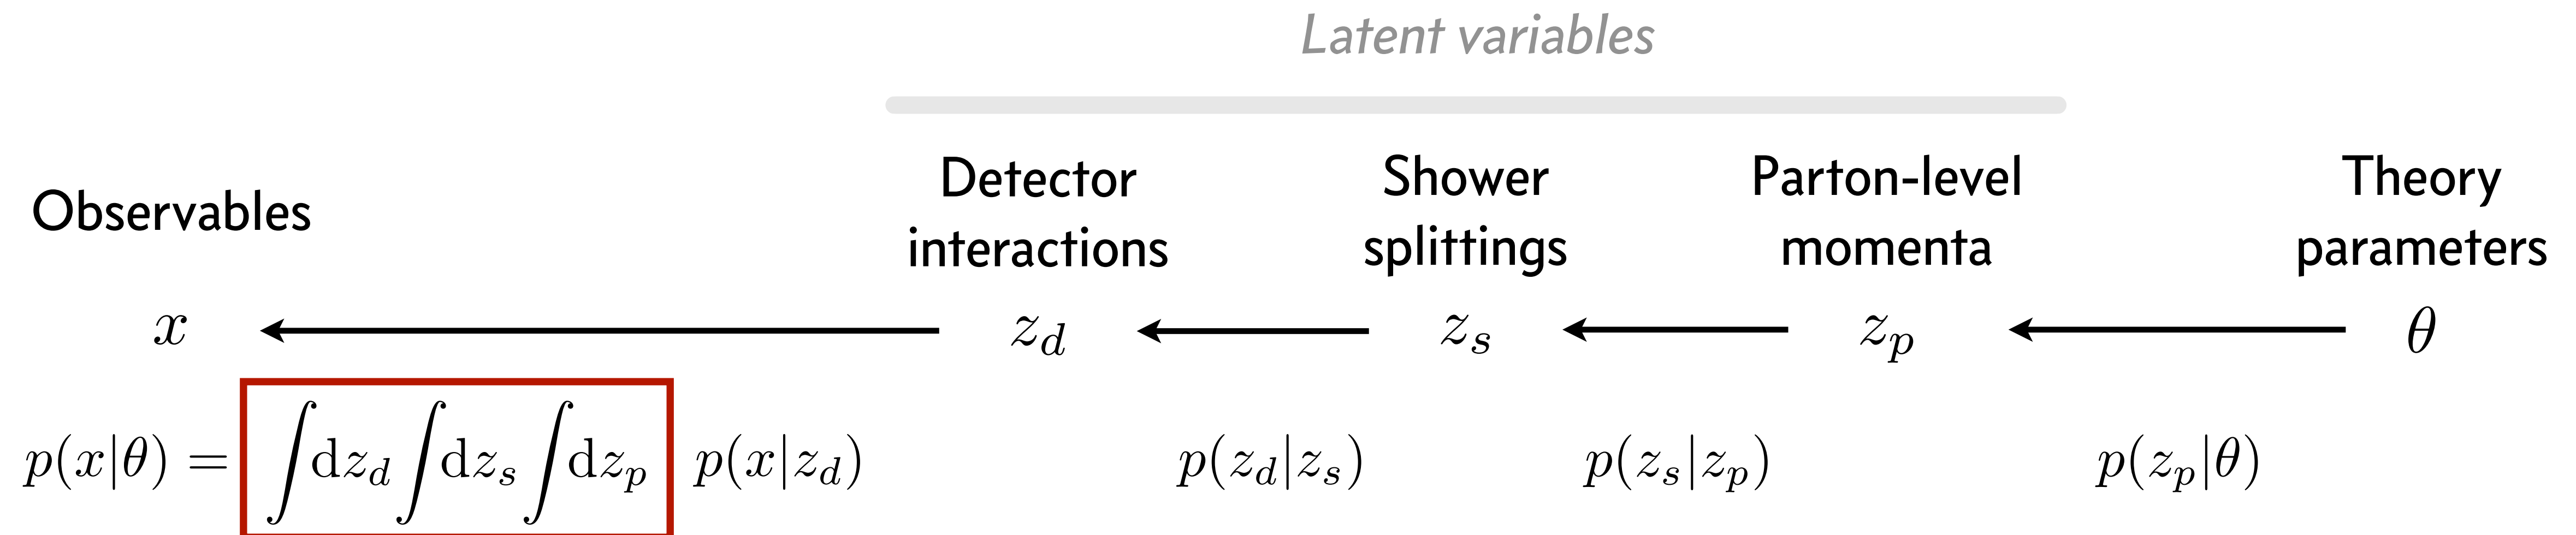 Latent variables
Observables
Detector
interactions
Shower
splittings
Parton-level
momenta
Theory
parameters
x ← z_d ← z_s ← z_p ← θ
p(x|θ) = ∫dz_d ∫dz_s ∫dz_p p(x|z_d) p(z_d|z_s) p(z_s|z_p) p(z_p|θ)